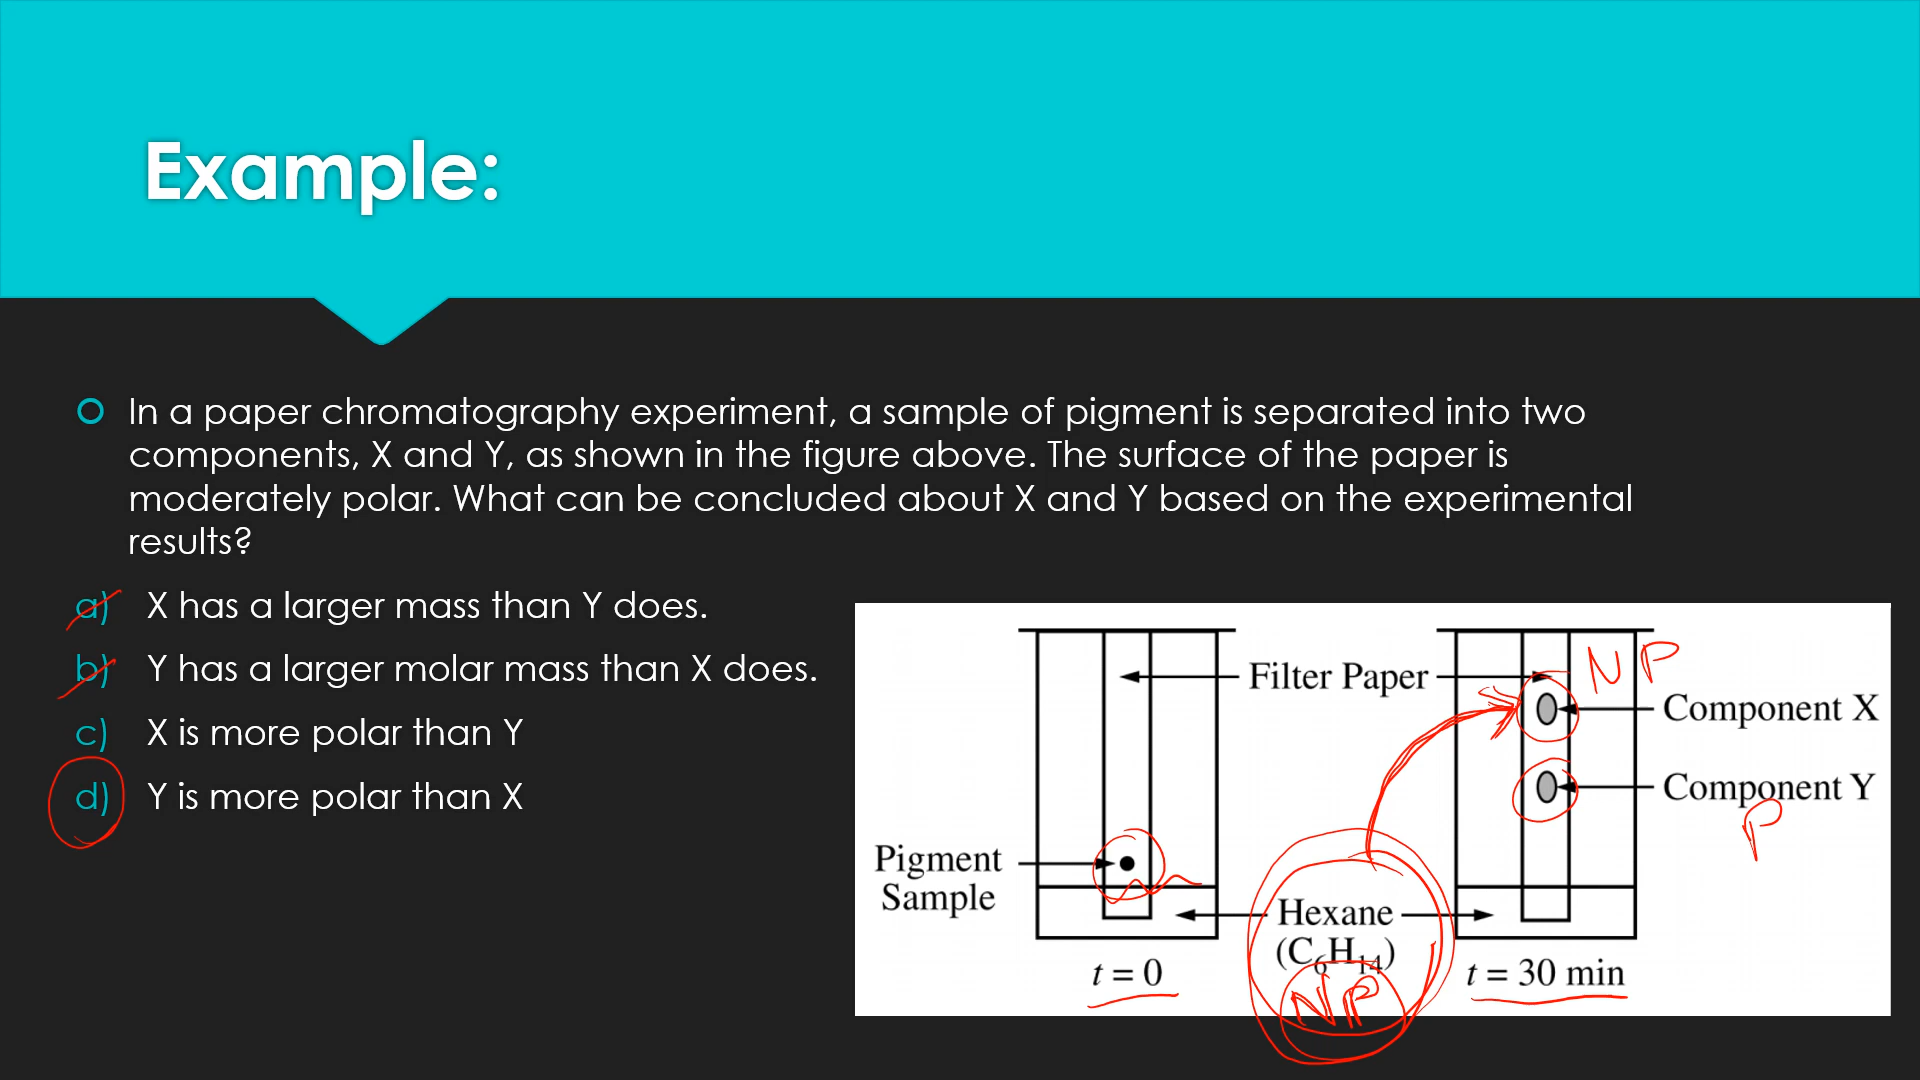 Example:
In a paper chromatography experiment, a sample of pigment is separated into two
components, X and Y, as shown in the figure above. The surface of the paper is
moderately polar. What can be concluded about X and Y based on the experimental
results?
a) X has a larger mass than Y does.
b) Y has a larger molar mass than X does.
c) X is more polar than Y
d) Y is more polar than X
Filter Paper
NP
Component X
Component Y
P
Pigment
Sample
Hexane
(C₆H₁₄)
NP
t = 0
t = 30 min